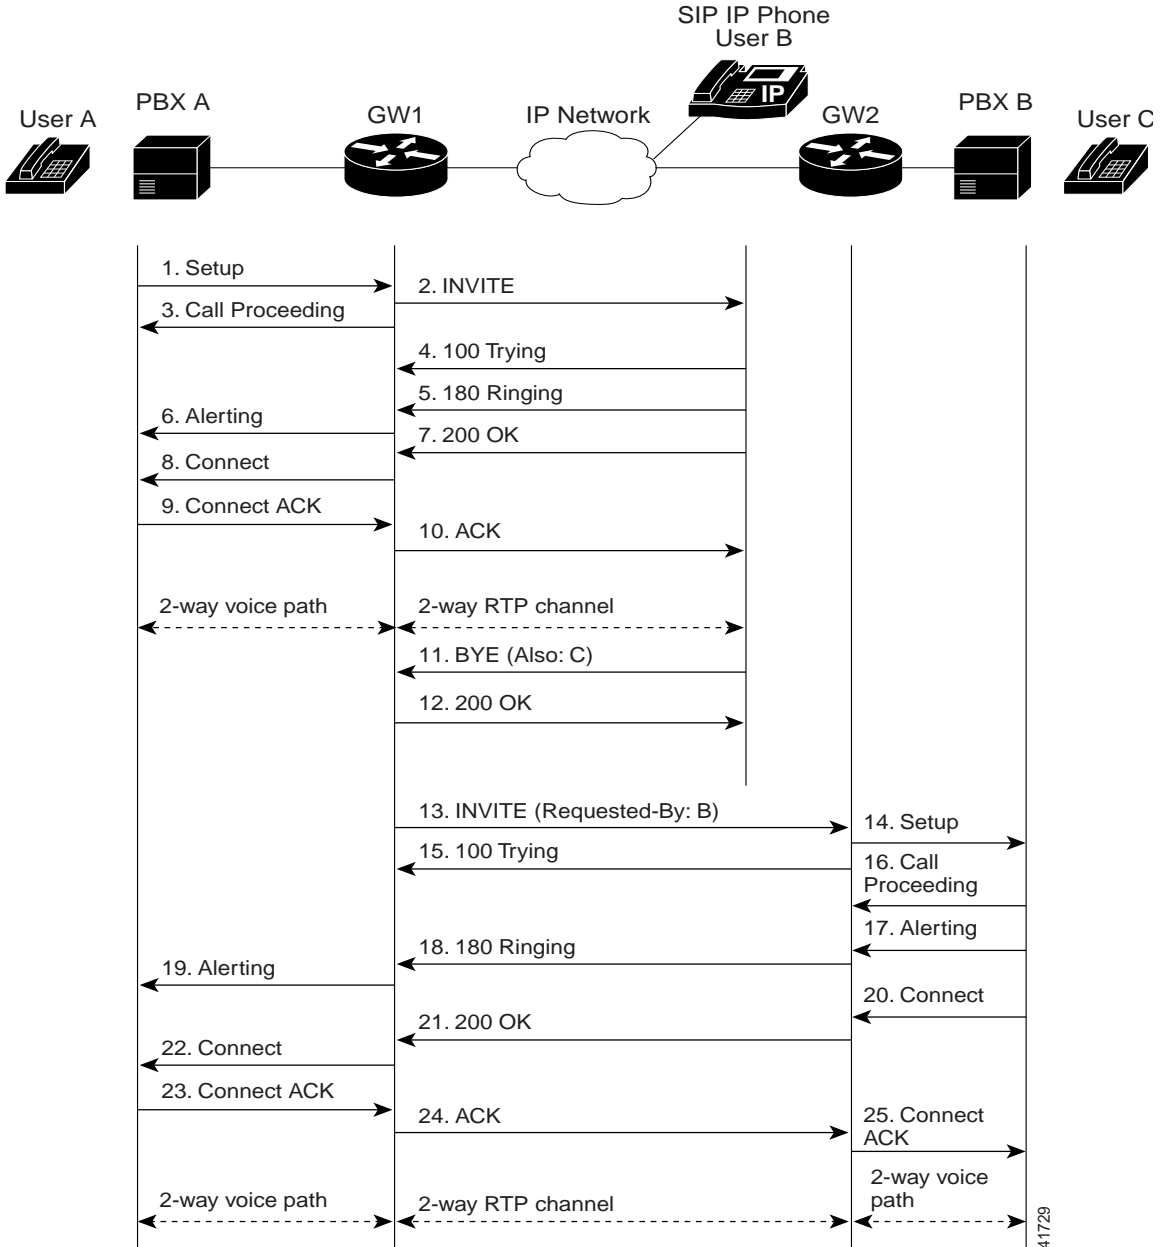 SIP IP Phone
User B
User A
PBX A
GW1
IP Network
IP
GW2
PBX B
User C
1. Setup
2. INVITE
3. Call Proceeding
4. 100 Trying
5. 180 Ringing
6. Alerting
7. 200 OK
8. Connect
9. Connect ACK
10. ACK
2-way voice path
2-way RTP channel
11. BYE (Also: C)
12. 200 OK
13. INVITE (Requested-By: B)
14. Setup
15. 100 Trying
16. Call
Proceeding
17. Alerting
18. 180 Ringing
19. Alerting
20. Connect
21. 200 OK
22. Connect
23. Connect ACK
24. ACK
25. Connect
ACK
2-way voice path
2-way RTP channel
2-way voice
path
41729